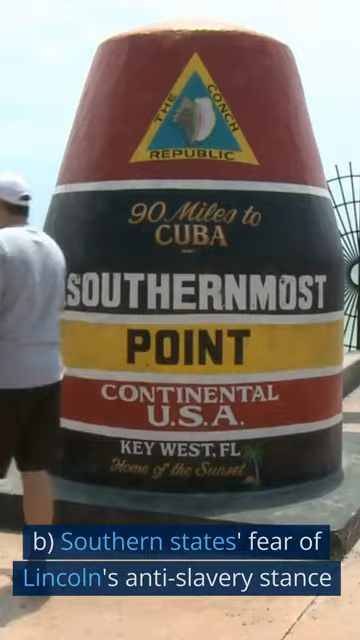 THE CONCH
REPUBLIC
90 Miles to
CUBA
SOUTHERNMOST
POINT
CONTINENTAL
U.S.A.
KEY WEST, FL
Home of the Sunset
b) Southern states' fear of
Lincoln's anti-slavery stance